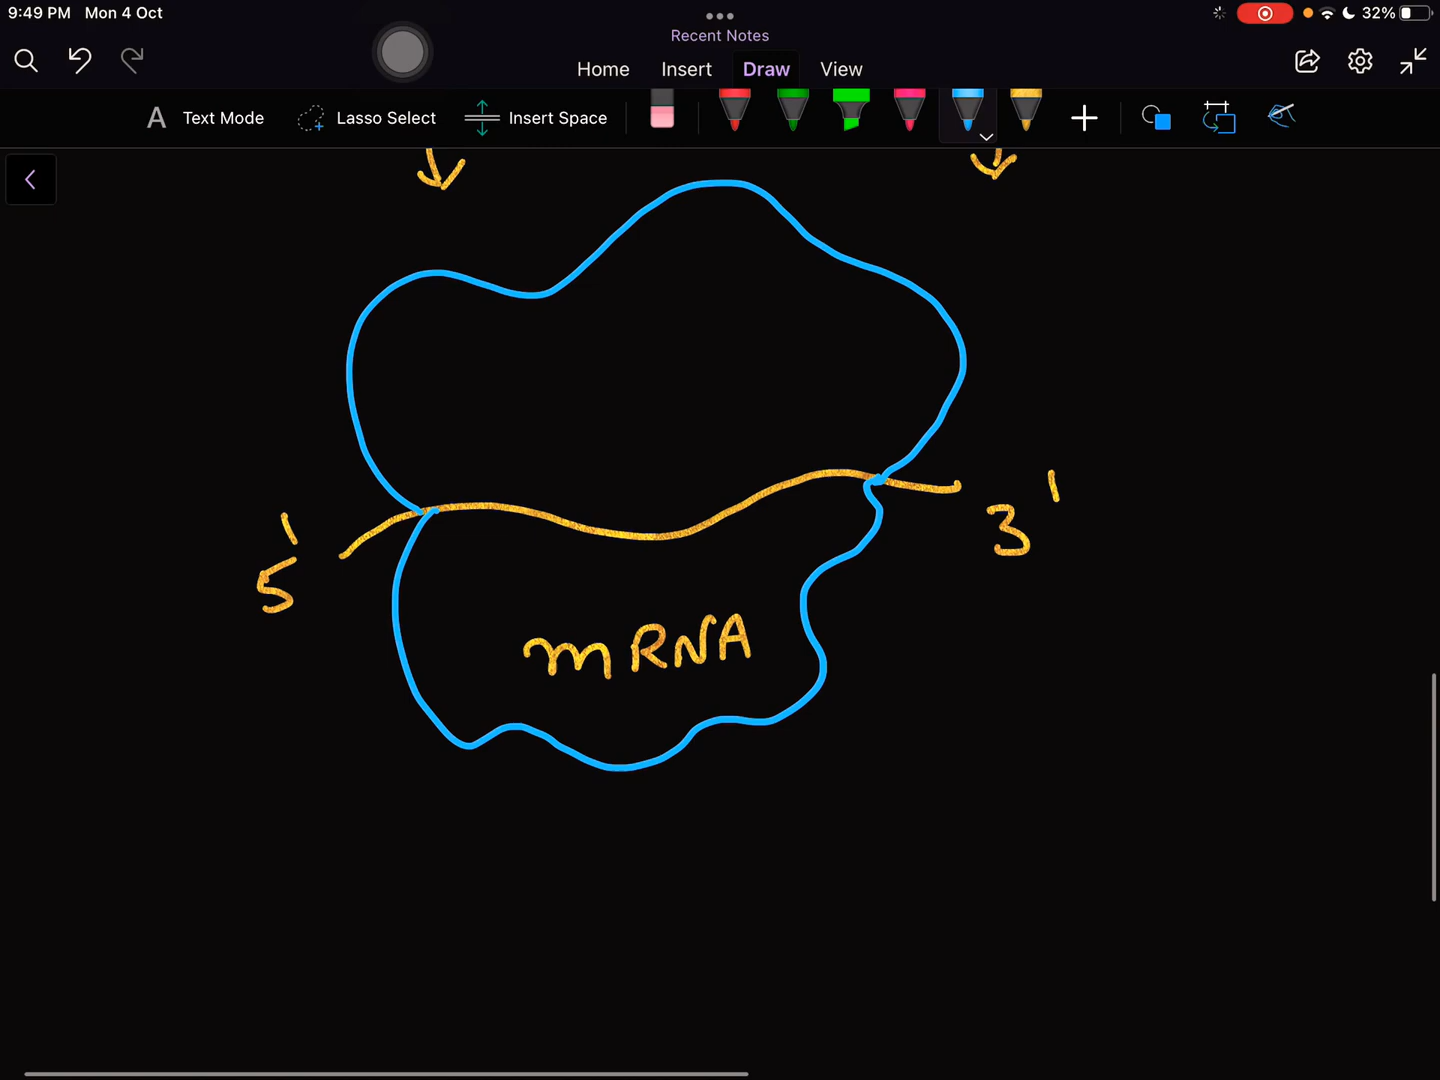 9:49 PM Mon 4 Oct
32%
Recent Notes
Home Insert Draw View
Text Mode Lasso Select Insert Space
5' 3'
mRNA